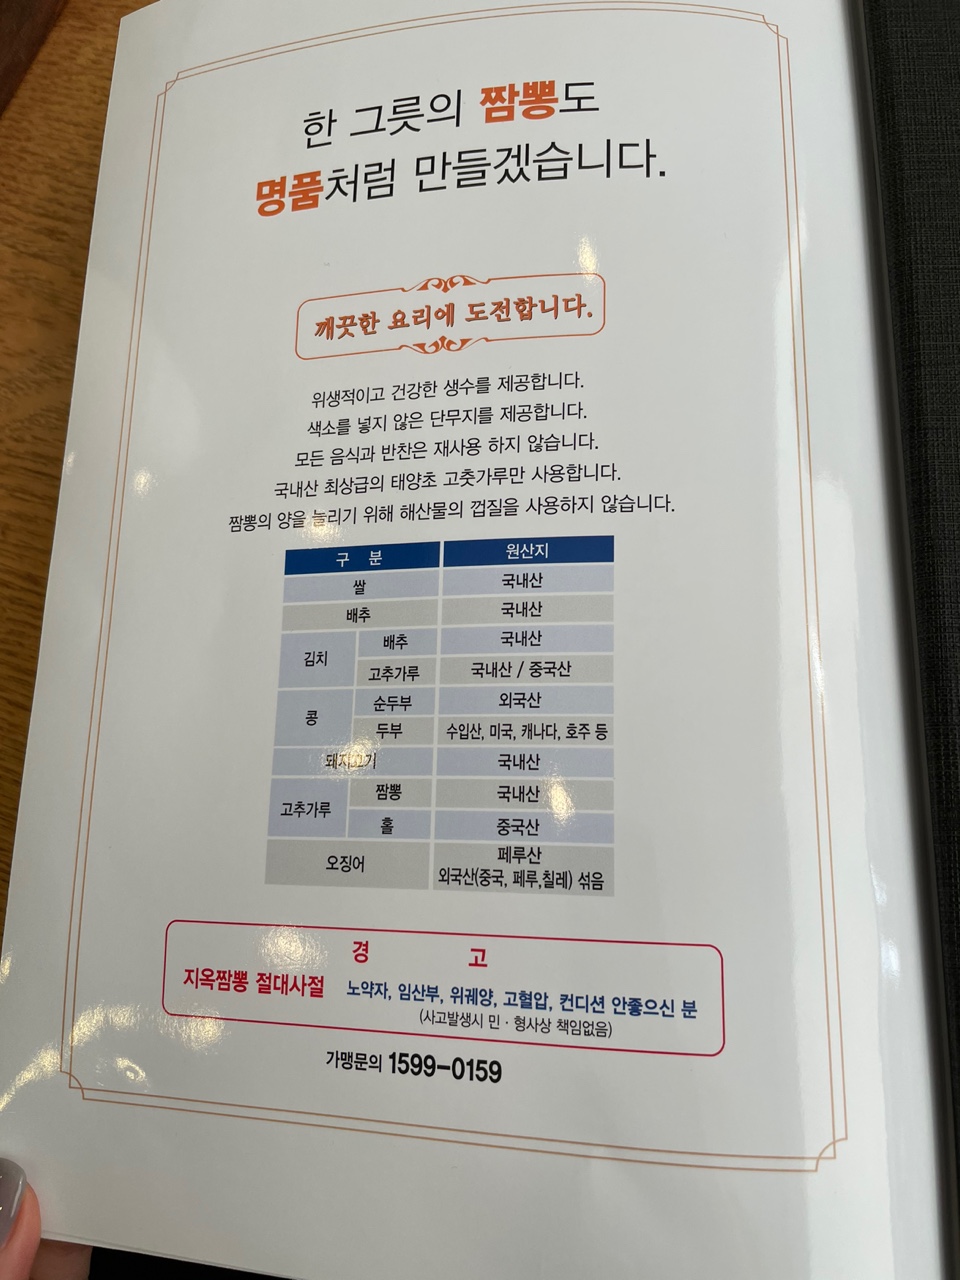 한 그릇의 짬뽕도
명품처럼 만들겠습니다.
깨끗한 요리에 도전합니다.
위생적이고 건강한 생수를 제공합니다.
색소를 넣지 않은 단무지를 제공합니다.
모든 음식과 반찬은 재사용 하지 않습니다.
국내산 최상급의 태양초 고춧가루만 사용합니다.
짬뽕의 양을 늘리기 위해 해산물의 껍질을 사용하지 않습니다.
구 분 원산지
쌀 국내산
배추 국내산
김치 배추 국내산
고추가루 국내산 / 중국산
콩 순두부 외국산
두부 수입산, 미국, 캐나다, 호주 등
돼지고기 국내산
고추가루 짬뽕 국내산
홀 중국산
오징어 페루산
외국산(중국, 페루,칠레) 섞음
경 고
지옥짬뽕 절대사절 노약자, 임산부, 위궤양, 고혈압, 컨디션 안좋으신 분
(사고발생시 민 · 형사상 책임없음)
가맹문의 1599-0159